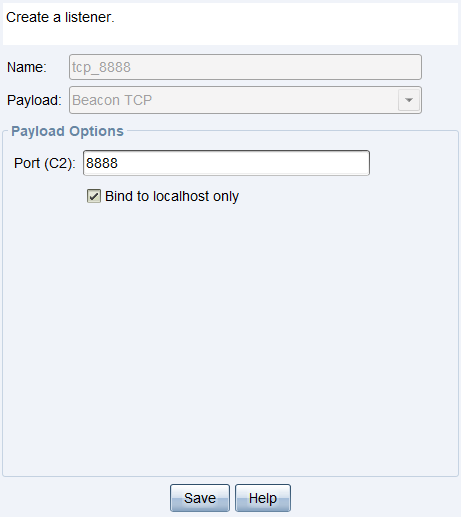 Create a listener.
Name: tcp_8888
Payload: Beacon TCP
Payload Options
Port (C2): 8888
Bind to localhost only
Save Help